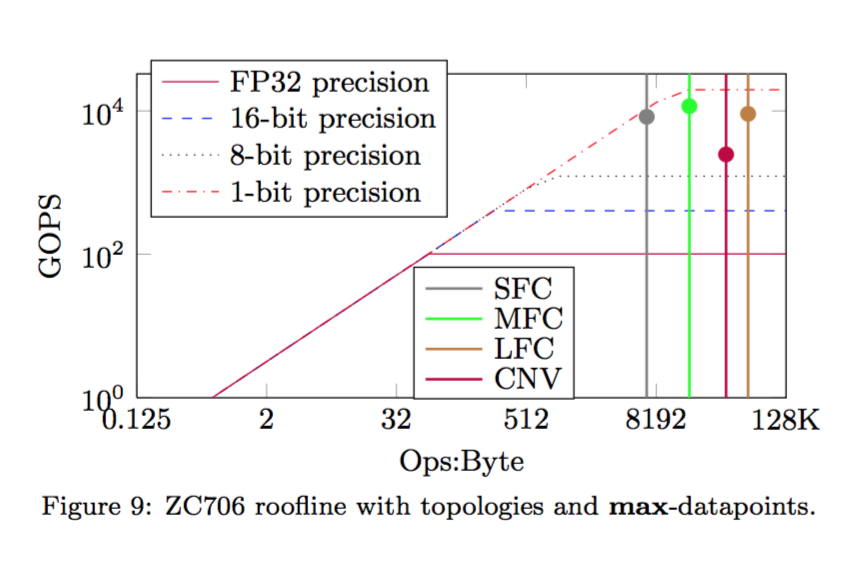 FP32 precision
16-bit precision
8-bit precision
1-bit precision
10^4
10^2
10^0
GOPS
SFC
MFC
LFC
CNV
0.125 2 32 512 8192 128K
Ops:Byte
Figure 9: ZC706 roofline with topologies and max-datapoints.